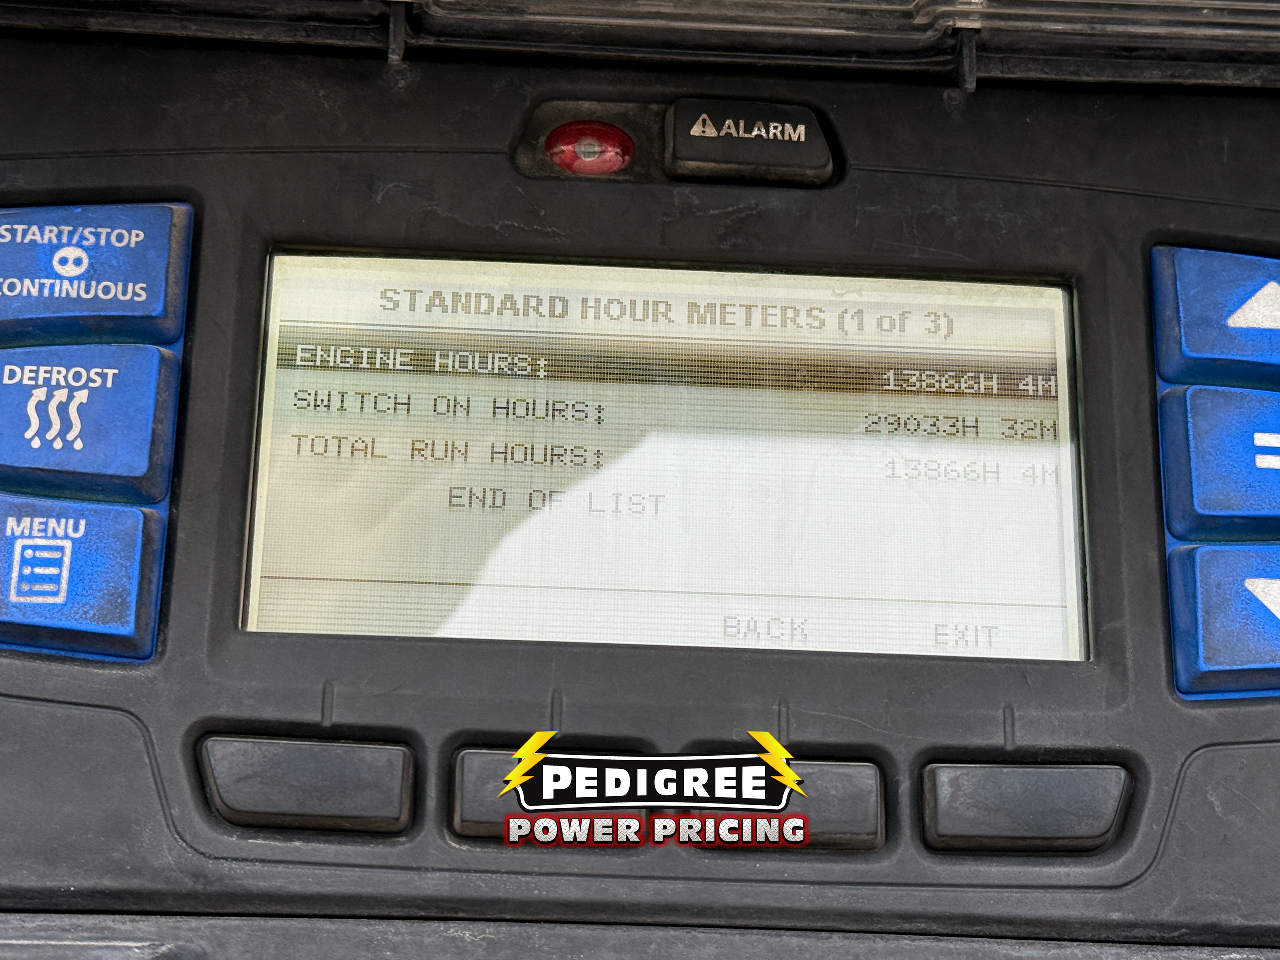 ALARM
START/STOP
CONTINUOUS
DEFROST
MENU
STANDARD HOUR METERS (1 of 3)
ENGINE HOURS: 13866H 4M
SWITCH ON HOURS: 29033H 32M
TOTAL RUN HOURS: 13866H 4M
END OF LIST
BACK EXIT
PEDIGREE
POWER PRICING